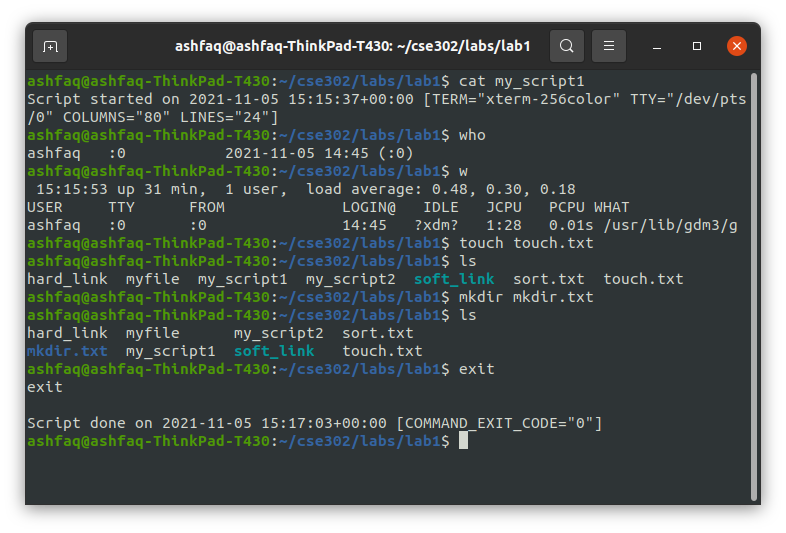 ashfaq@ashfaq-ThinkPad-T430: ~/cse302/labs/lab1
ashfaq@ashfaq-ThinkPad-T430:~/cse302/labs/lab1$ cat my_script1
Script started on 2021-11-05 15:15:37+00:00 [TERM="xterm-256color" TTY="/dev/pts
/0" COLUMNS="80" LINES="24"]
ashfaq@ashfaq-ThinkPad-T430:~/cse302/labs/lab1$ who
ashfaq   :0           2021-11-05 14:45 (:0)
ashfaq@ashfaq-ThinkPad-T430:~/cse302/labs/lab1$ w
 15:15:53 up 31 min,  1 user,  load average: 0.48, 0.30, 0.18
USER     TTY      FROM             LOGIN@   IDLE   JCPU   PCPU WHAT
ashfaq   :0       :0               14:45   ?xdm?   1:28   0.01s /usr/lib/gdm3/g
ashfaq@ashfaq-ThinkPad-T430:~/cse302/labs/lab1$ touch touch.txt
ashfaq@ashfaq-ThinkPad-T430:~/cse302/labs/lab1$ ls
hard_link  myfile  my_script1  my_script2  soft_link  sort.txt  touch.txt
ashfaq@ashfaq-ThinkPad-T430:~/cse302/labs/lab1$ mkdir mkdir.txt
ashfaq@ashfaq-ThinkPad-T430:~/cse302/labs/lab1$ ls
hard_link  myfile      my_script2  sort.txt
mkdir.txt  my_script1  soft_link   touch.txt
ashfaq@ashfaq-ThinkPad-T430:~/cse302/labs/lab1$ exit
exit

Script done on 2021-11-05 15:17:03+00:00 [COMMAND_EXIT_CODE="0"]
ashfaq@ashfaq-ThinkPad-T430:~/cse302/labs/lab1$